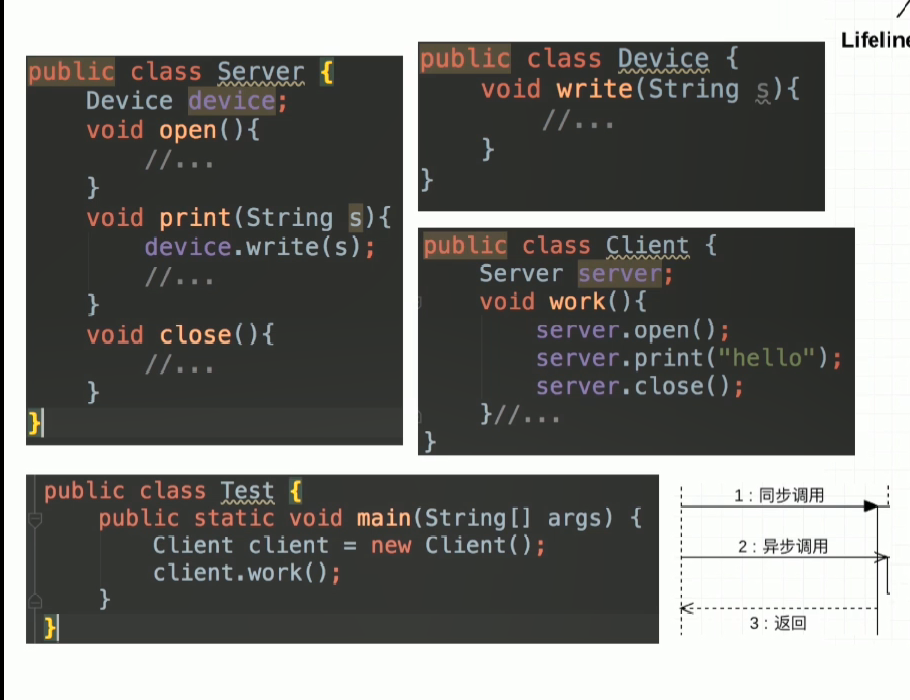 Lifeline
public class Server {
Device device;
void open(){
//...
}
void print(String s){
device.write(s);
//...
}
void close(){
//...
}
}
public class Device {
void write(String s){
//...
}
}
public class Client {
Server server;
void work(){
server.open();
server.print("hello");
server.close();
}//...
}
public class Test {
public static void main(String[] args) {
Client client = new Client();
client.work();
}
}
1 : 同步调用
2 : 异步调用
3 : 返回